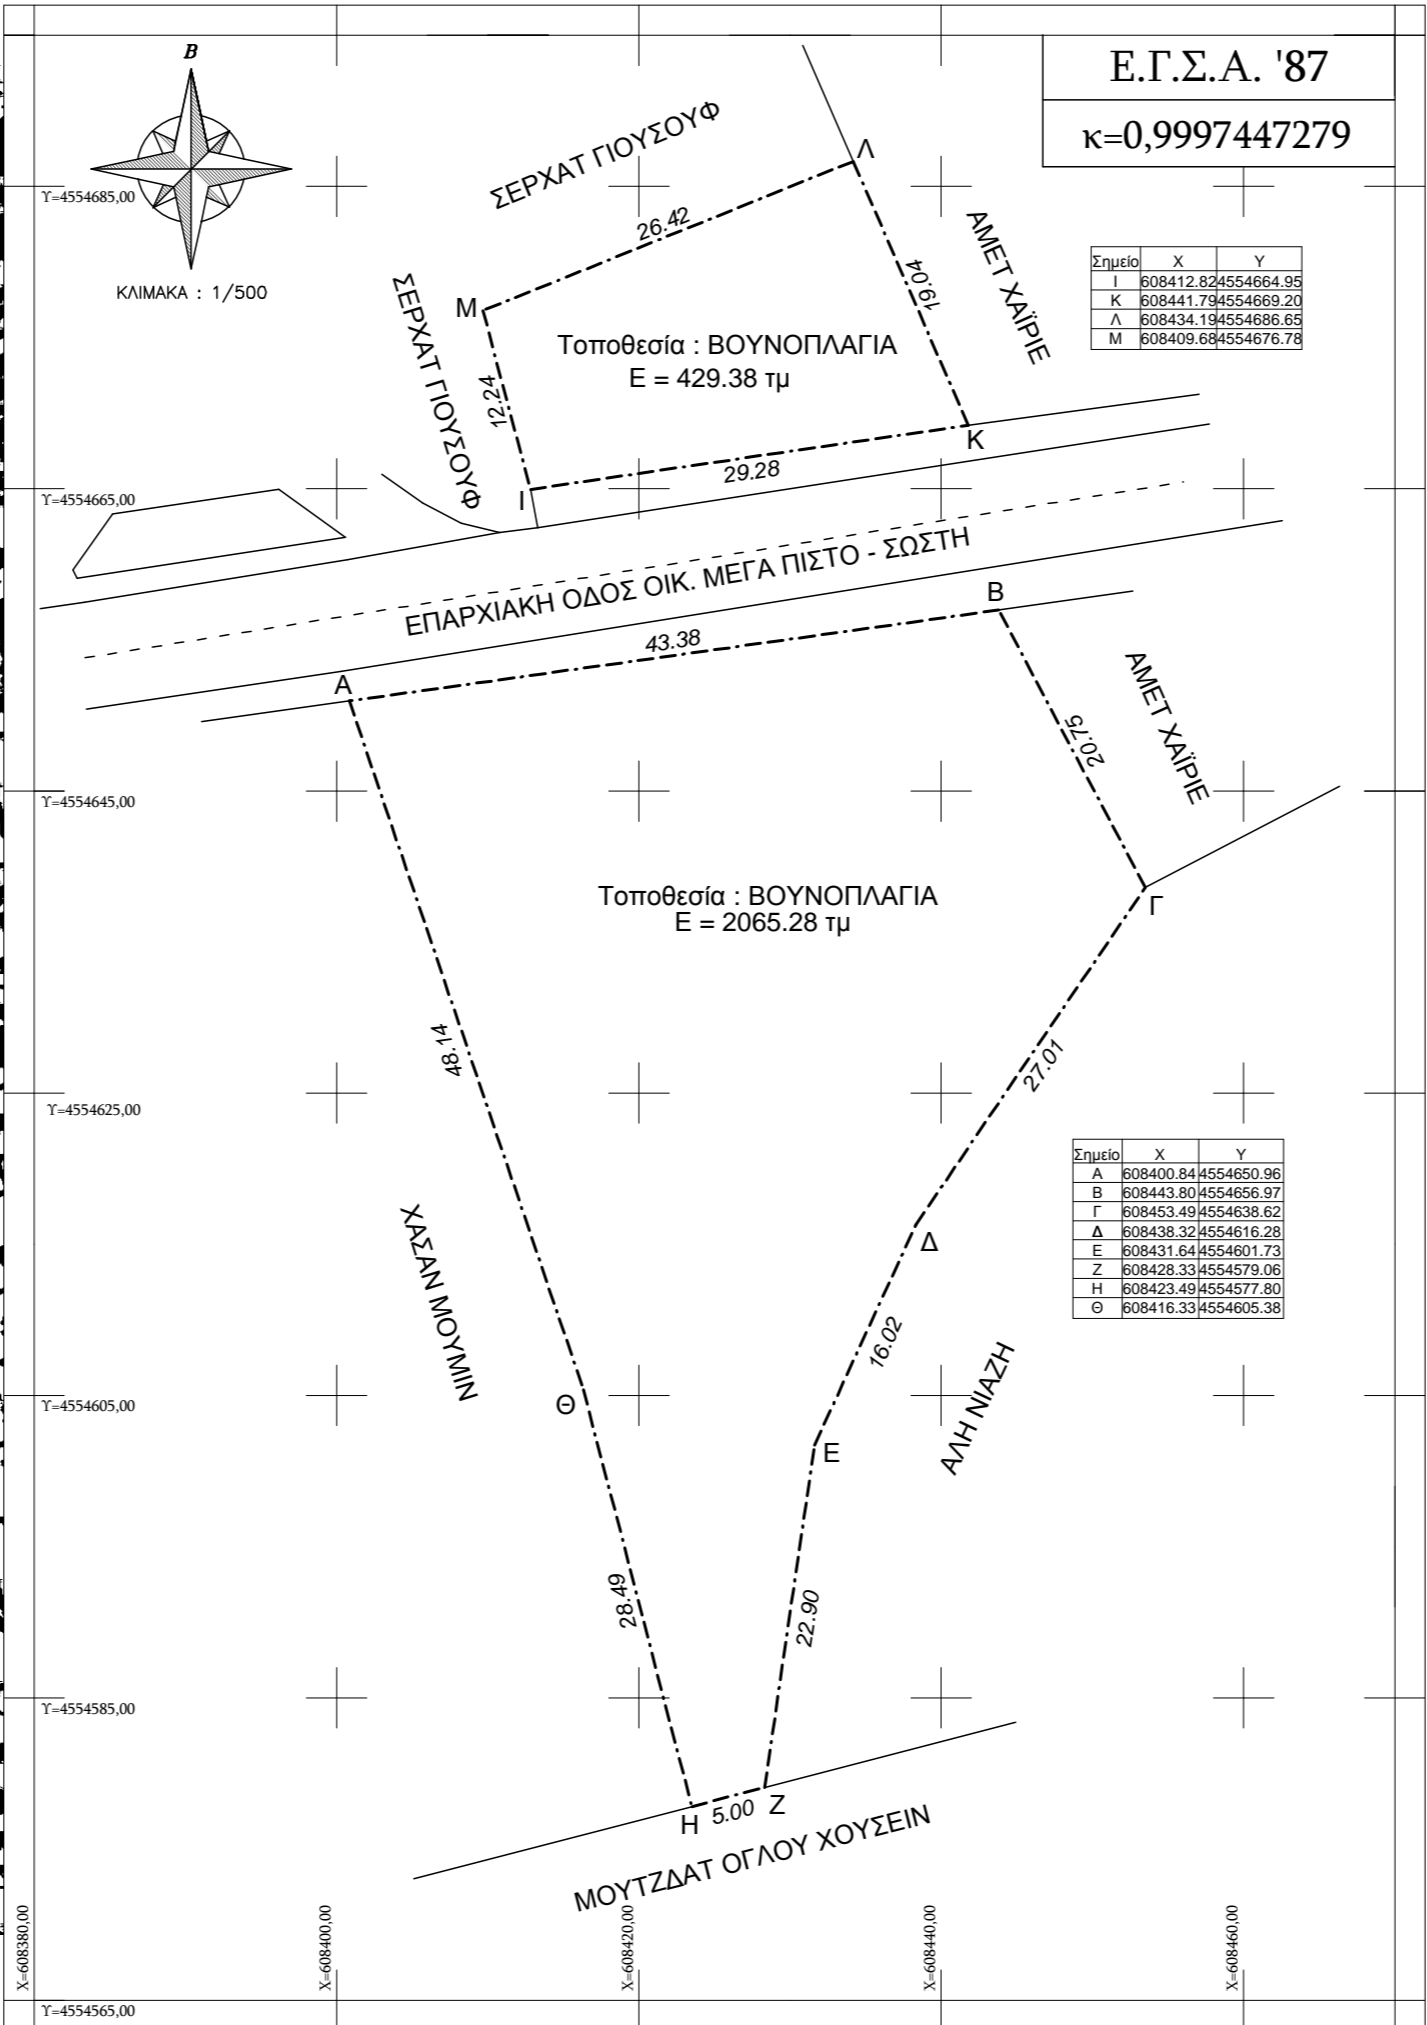 B
Ε.Γ.Σ.Α. '87
κ=0,9997447279
ΚΛΙΜΑΚΑ : 1/500
Υ=4554685,00
ΣΕΡΧΑΤ ΓΙΟΥΣΟΥΦ
Λ
26.42
19.04
ΑΜΕΤ ΧΑΪΡΙΕ
Σημείο X Y
Ι 608412.82 4554664.95
Κ 608441.79 4554669.20
Λ 608434.19 4554686.65
Μ 608409.68 4554676.78
ΣΕΡΧΑΤ ΓΙΟΥΣΟΥΦ
Μ
Τοποθεσία : ΒΟΥΝΟΠΛΑΓΙΑ
Ε = 429.38 τμ
12.24
Κ
29.28
Ι
Υ=4554665,00
ΕΠΑΡΧΙΑΚΗ ΟΔΟΣ ΟΙΚ. ΜΕΓΑ ΠΙΣΤΟ - ΣΩΣΤΗ
Β
43.38
Α
ΑΜΕΤ ΧΑΪΡΙΕ
20.75
Υ=4554645,00
Τοποθεσία : ΒΟΥΝΟΠΛΑΓΙΑ
Ε = 2065.28 τμ
Γ
48.14
27.01
Υ=4554625,00
Σημείο X Y
Α 608400.84 4554650.96
Β 608443.80 4554656.97
Γ 608453.49 4554638.62
Δ 608438.32 4554616.28
Ε 608431.64 4554601.73
Ζ 608428.33 4554579.06
Η 608423.49 4554577.80
Θ 608416.33 4554605.38
ΧΑΣΑΝ ΜΟΥΜΙΝ
Δ
16.02
ΑΛΗ ΝΙΑΖΗ
Υ=4554605,00
Θ
Ε
28.49
22.90
Υ=4554585,00
Η
5.00
Ζ
ΜΟΥΤΖΔΑΤ ΟΓΛΟΥ ΧΟΥΣΕΙΝ
Χ=608380,00
Χ=608400,00
Χ=608420,00
Χ=608440,00
Χ=608460,00
Υ=4554565,00